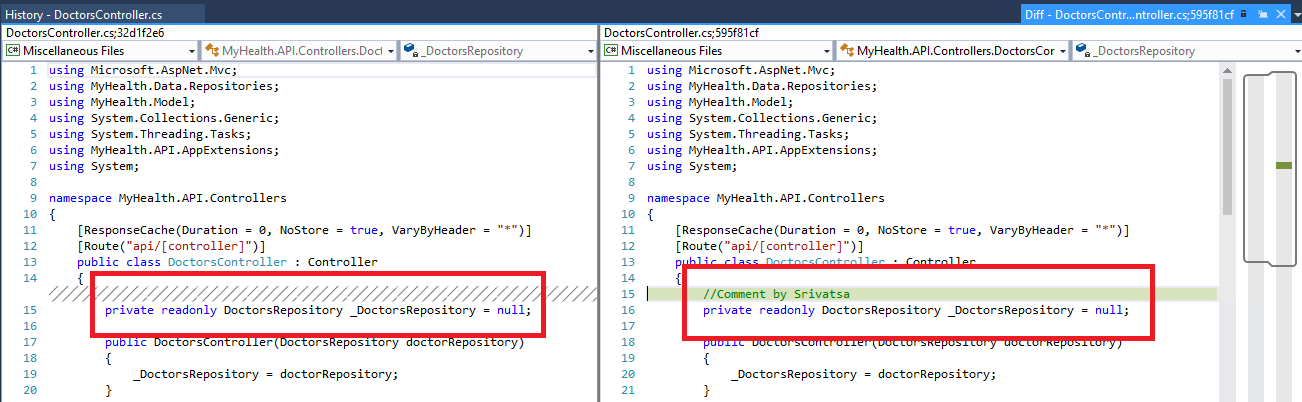 History - DoctorsController.cs
Diff - DoctorsContr...ntroller.cs;595f81cf
DoctorsController.cs;32d1f2e6
C# Miscellaneous Files
MyHealth.API.Controllers.Doct
_DoctorsRepository
1 using Microsoft.AspNet.Mvc;
2 using MyHealth.Data.Repositories;
3 using MyHealth.Model;
4 using System.Collections.Generic;
5 using System.Threading.Tasks;
6 using MyHealth.API.AppExtensions;
7 using System;
8
9 namespace MyHealth.API.Controllers
10 {
11 [ResponseCache(Duration = 0, NoStore = true, VaryByHeader = "*")]
12 [Route("api/[controller]")]
13 public class DoctorsController : Controller
14 {
15 private readonly DoctorsRepository _DoctorsRepository = null;
16
17 public DoctorsController(DoctorsRepository doctorRepository)
18 {
19 _DoctorsRepository = doctorRepository;
20 }
DoctorsController.cs;595f81cf
C# Miscellaneous Files
MyHealth.API.Controllers.DoctorsCor
_DoctorsRepository
1 using Microsoft.AspNet.Mvc;
2 using MyHealth.Data.Repositories;
3 using MyHealth.Model;
4 using System.Collections.Generic;
5 using System.Threading.Tasks;
6 using MyHealth.API.AppExtensions;
7 using System;
8
9 namespace MyHealth.API.Controllers
10 {
11 [ResponseCache(Duration = 0, NoStore = true, VaryByHeader = "*")]
12 [Route("api/[controller]")]
13 public class DoctorsController : Controller
14 {
15 //Comment by Srivatsa
16 private readonly DoctorsRepository _DoctorsRepository = null;
17
18 public DoctorsController(DoctorsRepository doctorRepository)
19 {
20 _DoctorsRepository = doctorRepository;
21 }